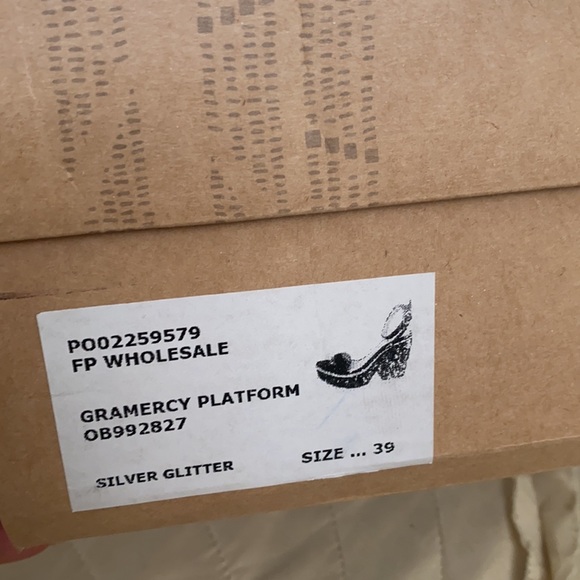 PO02259579
FP WHOLESALE
GRAMERCY PLATFORM
OB992827
SILVER GLITTER
SIZE ... 39